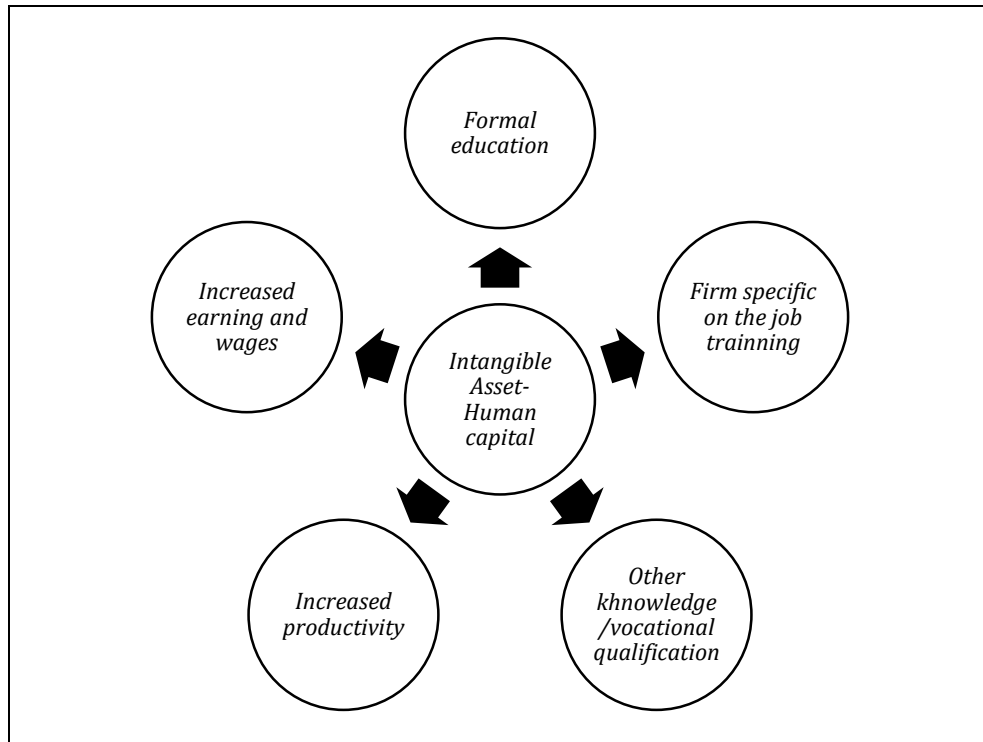 Formal
education
Increased
earning and
wages
Firm specific
on the job
trainning
Intangible
Asset-
Human
capital
Increased
productivity
Other
khnowledge
/vocational
qualification